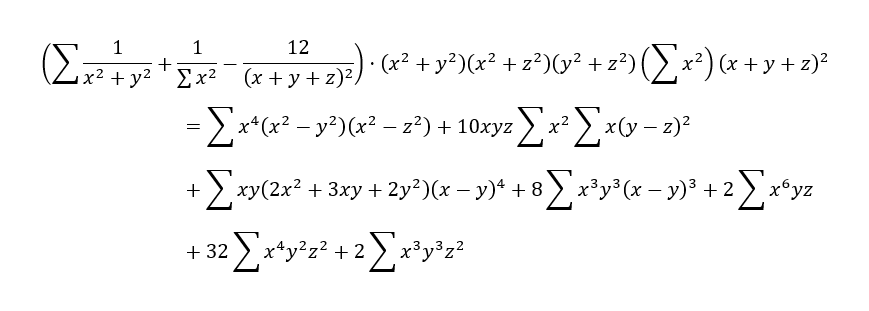 (∑ 1/(x² + y²) + 1/(∑ x²) − 12/(x + y + z)²) · (x² + y²)(x² + z²)(y² + z²)(∑ x²)(x + y + z)²
= ∑ x⁴(x² − y²)(x² − z²) + 10xyz ∑ x² ∑ x(y − z)²
+ ∑ xy(2x² + 3xy + 2y²)(x − y)⁴ + 8 ∑ x³y³(x − y)³ + 2 ∑ x⁶yz
+ 32 ∑ x⁴y²z² + 2 ∑ x³y³z²